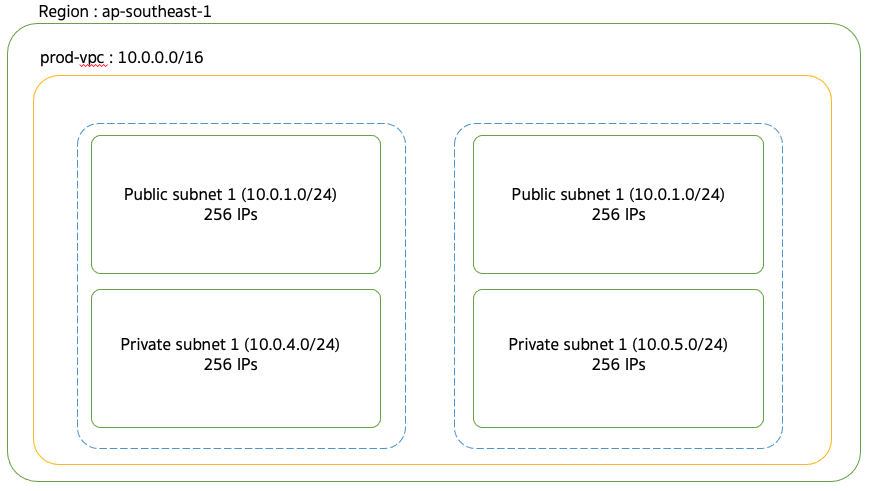 Region : ap-southeast-1
prod-vpc : 10.0.0.0/16
Public subnet 1 (10.0.1.0/24)
256 IPs
Public subnet 1 (10.0.1.0/24)
256 IPs
Private subnet 1 (10.0.4.0/24)
256 IPs
Private subnet 1 (10.0.5.0/24)
256 IPs